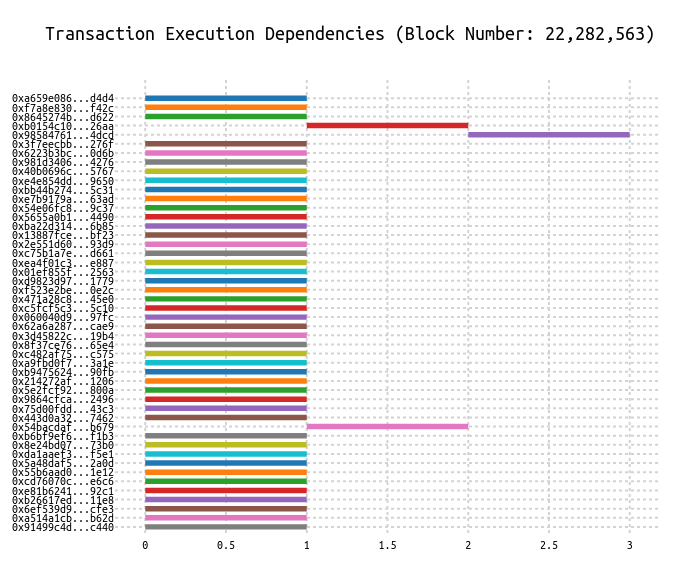 Transaction Execution Dependencies (Block Number: 22,282,563)
0xa659e086...d4d4
0xf7a8e830...f42c
0x8645274b...d622
0xb0154c10...26aa
0x98584761...4dcd
0x3f7eecbb...276f
0x6223b3bc...0d6b
0x981d3406...4276
0x40b0696c...5767
0xe4e854dd...9650
0xbb44b274...5c31
0xe7b9179a...63ad
0x54e06fc8...9c37
0x5655a0b1...4490
0xba22d314...6b85
0x13887fce...bf23
0x2e551d60...93d9
0xc75b1a7e...d661
0xea4f01c3...e887
0x01ef855f...2563
0xd9823d97...1779
0xf523e2be...0e2c
0x471a28c8...45e0
0xc5fcf5c3...5c10
0x060040d9...97fc
0x62a6a287...cae9
0x3d45822c...19b4
0x8f37ce76...65e4
0xc482af75...c575
0xa9fbd0f7...3a1e
0xb9475624...90fb
0x214272af...1206
0x5e2fcf92...800a
0x9864cfca...2496
0x75d00fdd...43c3
0x443d0a32...7462
0x54bacdaf...b679
0xb6bf9ef6...f1b3
0x8e24bd07...73b0
0xda1aaef3...f5e1
0x5a48daf5...2a0d
0x55b6aad0...1e12
0xcd76070c...e6c6
0xe81b6241...92c1
0xb26617ed...11e8
0x6ef539d9...cfe3
0xa514a1cb...b62d
0x91499c4d...c440
0 0.5 1 1.5 2 2.5 3